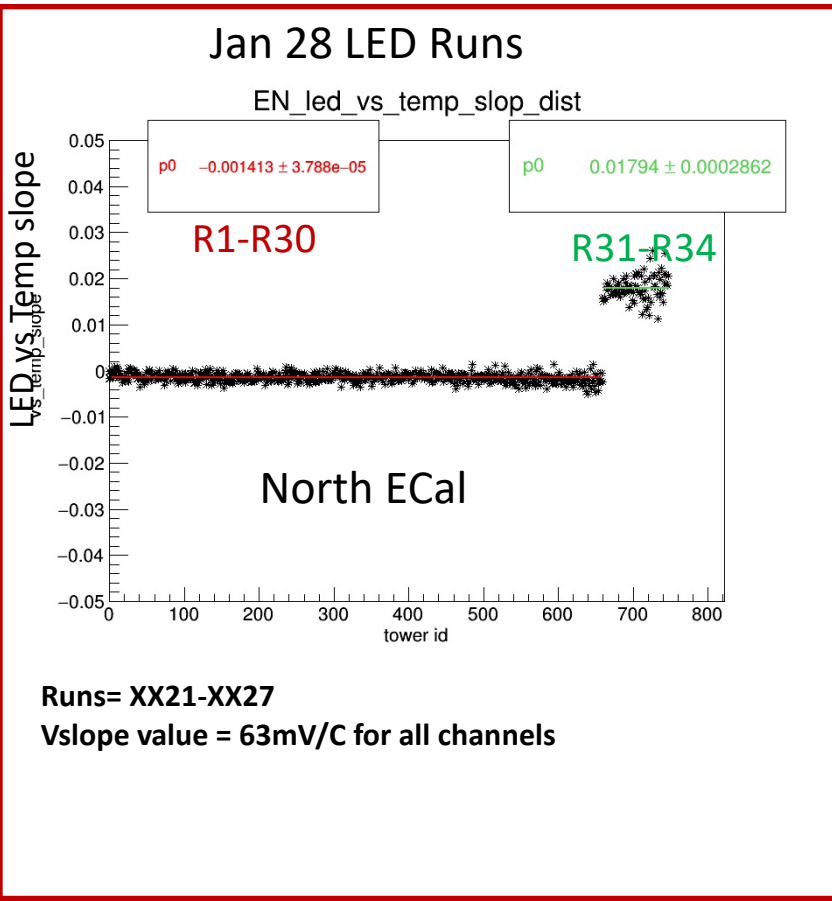 Jan 28 LED Runs
EN_led_vs_temp_slop_dist
p0 −0.001413 ± 3.788e−05
p0 0.01794 ± 0.0002862
R1-R30
R31-R34
LED vs Temp slope
vs_temp_slope
0.05
0.04
0.03
0.02
0.01
0
−0.01
−0.02
−0.03
−0.04
−0.05
North ECal
0 100 200 300 400 500 600 700 800
tower id
Runs= XX21-XX27
Vslope value = 63mV/C for all channels